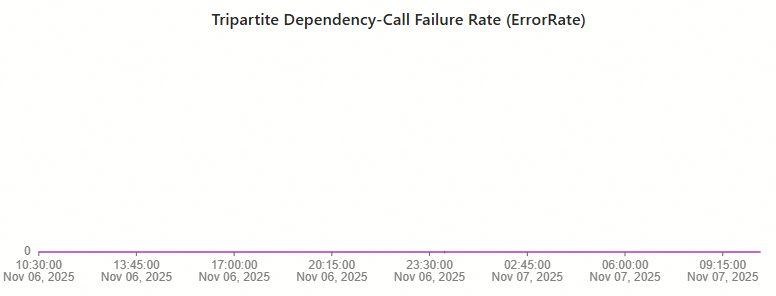 Tripartite Dependency-Call Failure Rate (ErrorRate)
0
10:30:00 13:45:00 17:00:00 20:15:00 23:30:00 02:45:00 06:00:00 09:15:00
Nov 06, 2025 Nov 06, 2025 Nov 06, 2025 Nov 06, 2025 Nov 06, 2025 Nov 07, 2025 Nov 07, 2025 Nov 07, 2025